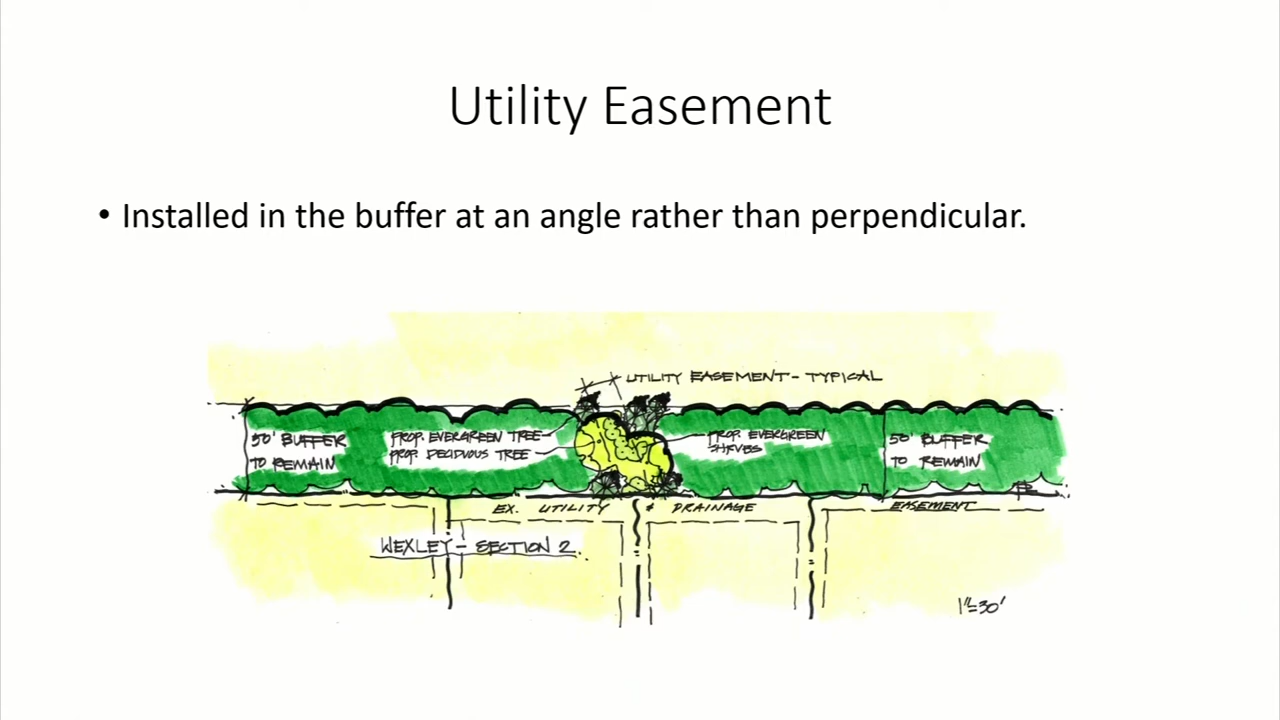 Utility Easement
• Installed in the buffer at an angle rather than perpendicular.
UTILITY EASEMENT - TYPICAL
50' BUFFER
TO REMAIN
PROP. EVERGREEN TREE
PROP. DECIDUOUS TREE
PROP. EVERGREEN
SHRUBS
50' BUFFER
TO REMAIN
EX. UTILITY & DRAINAGE EASEMENT
WEXLEY - SECTION 2.
1"=30'